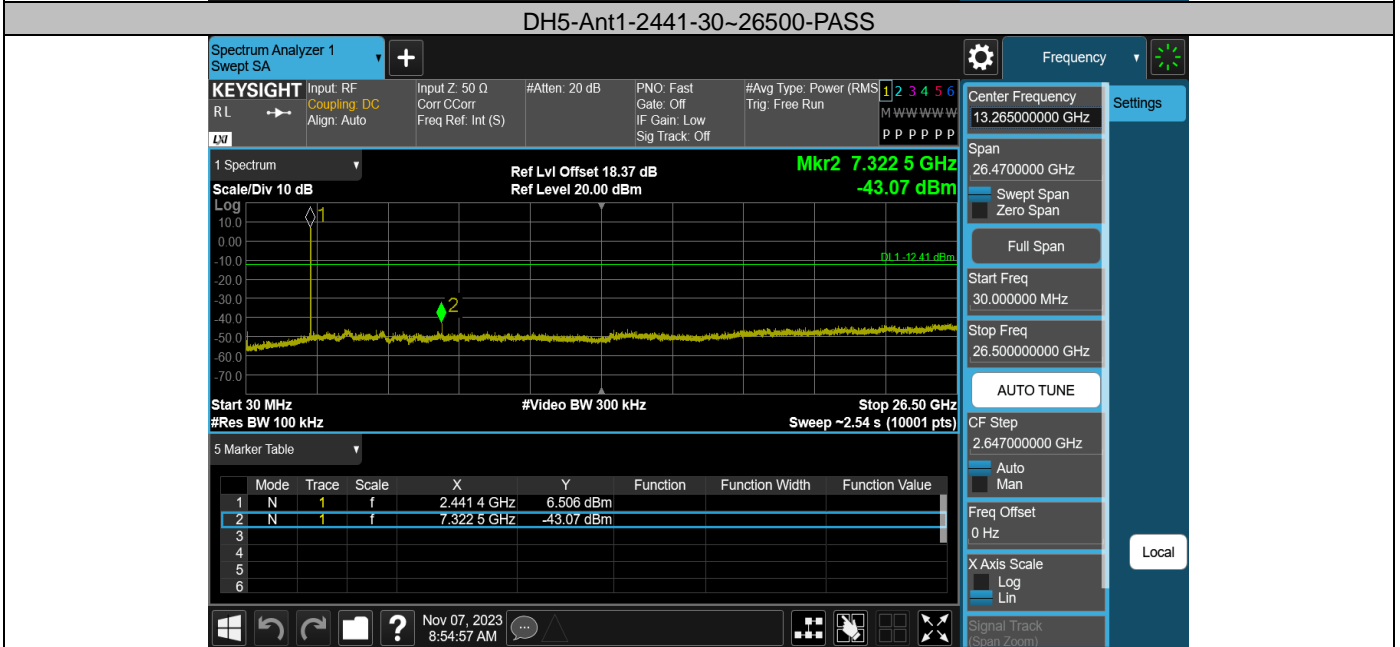 DH5-Ant1-2441-30~26500-PASS
Spectrum Analyzer 1
Swept SA
+
Frequency
KEYSIGHT
RL
LXI
Input: RF
Coupling: DC
Align: Auto
Input Z: 50 Ω
Corr CCorr
Freq Ref: Int (S)
#Atten: 20 dB
PNO: Fast
Gate: Off
IF Gain: Low
Sig Track: Off
#Avg Type: Power (RMS
Trig: Free Run
1 2 3 4 5 6
M W W W W W
P P P P P P
Center Frequency
13.265000000 GHz
Settings
1 Spectrum
Ref Lvl Offset 18.37 dB
Mkr2 7.322 5 GHz
Scale/Div 10 dB
Ref Level 20.00 dBm
-43.07 dBm
Log
10.0
0.00
-10.0
-20.0
-30.0
-40.0
-50.0
-60.0
-70.0
1
2
DL1 -12.41 dBm
Start 30 MHz
#Video BW 300 kHz
Stop 26.50 GHz
#Res BW 100 kHz
Sweep ~2.54 s (10001 pts)
Span
26.4700000 GHz
Swept Span
Zero Span
Full Span
Start Freq
30.000000 MHz
Stop Freq
26.500000000 GHz
AUTO TUNE
CF Step
2.647000000 GHz
Auto
Man
Freq Offset
0 Hz
X Axis Scale
Log
Lin
Signal Track
(Span Zoom)
Local
5 Marker Table
Mode Trace Scale X Y Function Function Width Function Value
1 N 1 f 2.441 4 GHz 6.506 dBm
2 N 1 f 7.322 5 GHz -43.07 dBm
3
4
5
6
?
Nov 07, 2023
8:54:57 AM